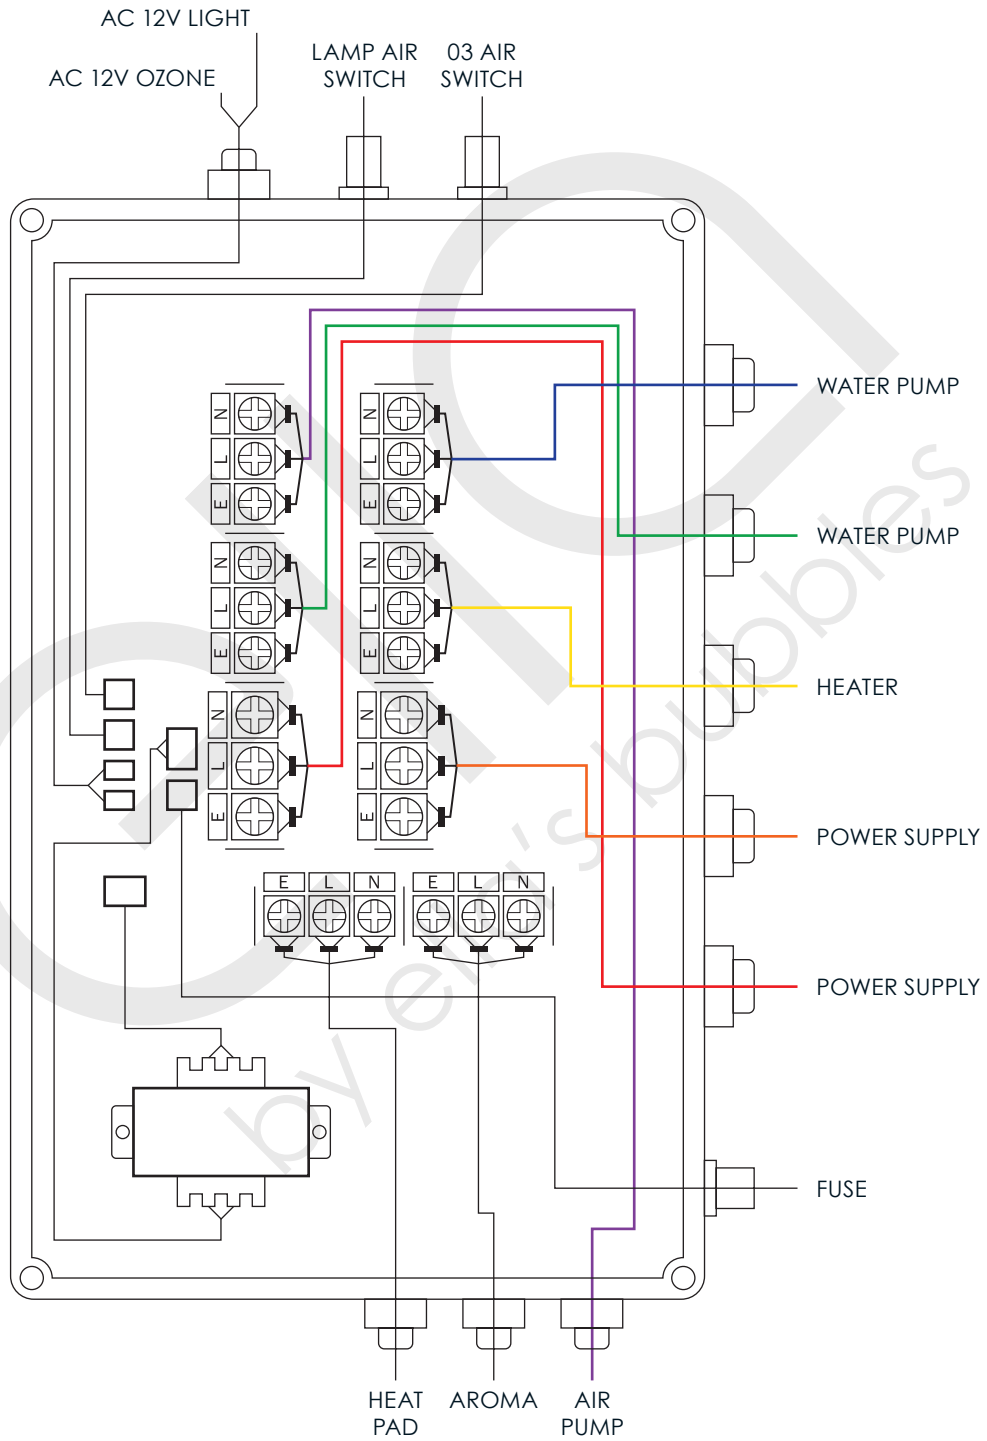 AC 12V LIGHT
AC 12V OZONE
LAMP AIR
SWITCH
03 AIR
SWITCH
N
L
E
N
L
E
N
L
E
N
L
E
N
L
E
N
L
E
E L N
E L N
WATER PUMP
WATER PUMP
HEATER
POWER SUPPLY
POWER SUPPLY
FUSE
HEAT
PAD
AROMA
AIR
PUMP
by ella's bubbles